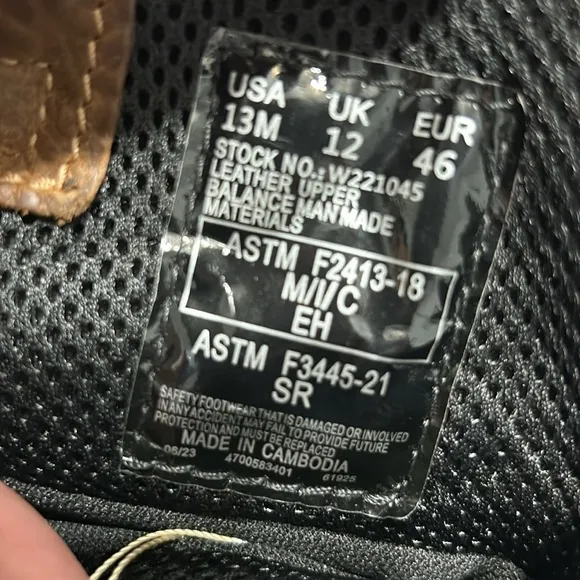 USA UK EUR
13M 12 46
STOCK NO.: W221045
LEATHER UPPER
BALANCE MAN MADE
MATERIALS
ASTM F2413-18
M/I/C
EH
ASTM F3445-21
SR
SAFETY FOOTWEAR THAT IS DAMAGED OR INVOLVED
IN ANY ACCIDENT MAY FAIL TO PROVIDE FUTURE
PROTECTION AND MUST BE REPLACED
MADE IN CAMBODIA
08/23 4700583401 61925